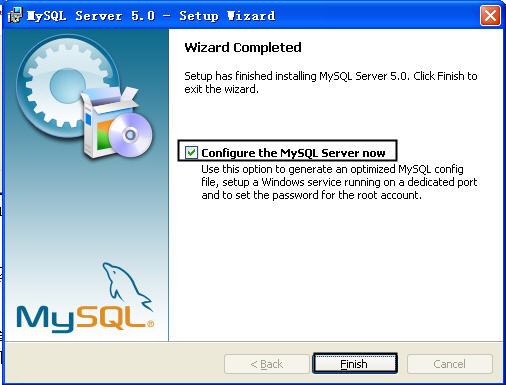 MySQL Server 5.0 - Setup Wizard
Wizard Completed
Setup has finished installing MySQL Server 5.0. Click Finish to
exit the wizard.
Configure the MySQL Server now
Use this option to generate an optimized MySQL config
file, setup a Windows service running on a dedicated port
and to set the password for the root account.
MySQL®
< Back
Finish
Cancel